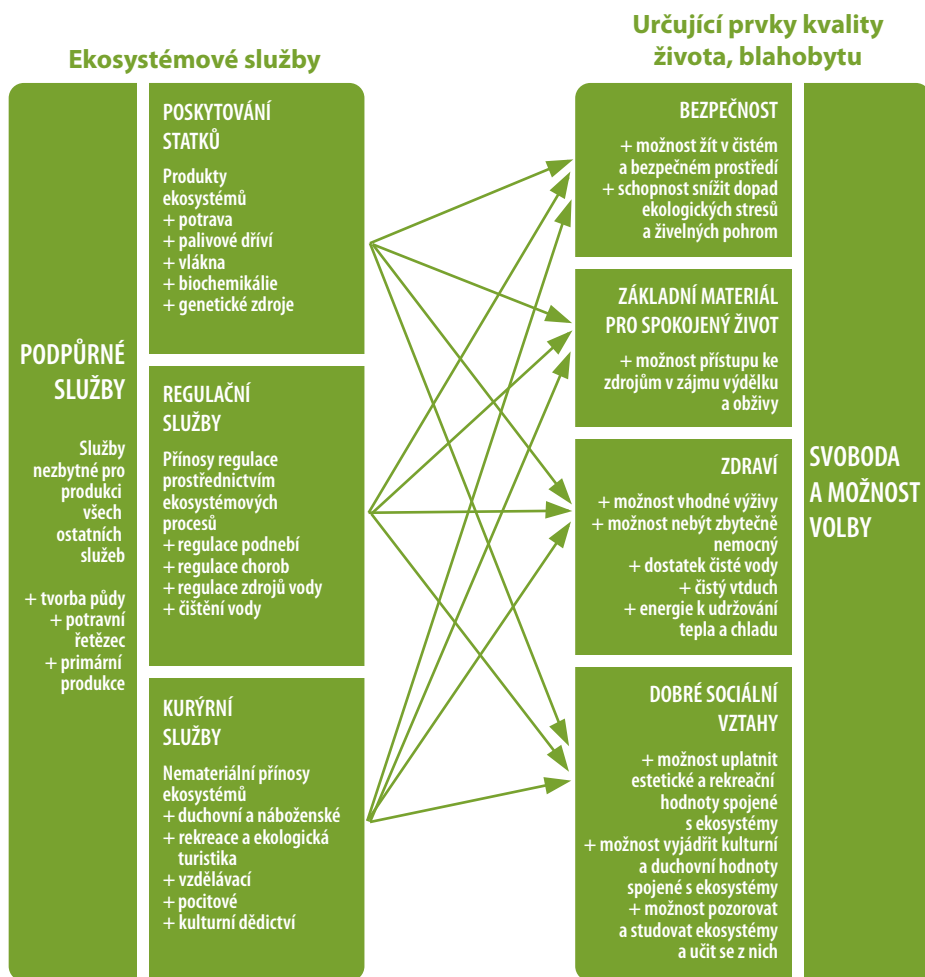 Ekosystémové služby
PODPŮRNÉ
SLUŽBY
Služby
nezbytné pro
produkci
všech
ostatních
služeb
+ tvorba půdy
+ potravní
řetězec
+ primární
produkce
POSKYTOVÁNÍ
STATKŮ
Produkty
ekosystémů
+ potrava
+ palivové dříví
+ vlákna
+ biochemikálie
+ genetické zdroje
REGULAČNÍ
SLUŽBY
Přínosy regulace
prostřednictvím
ekosystémových
procesů
+ regulace podnebí
+ regulace chorob
+ regulace zdrojů vody
+ čištění vody
KURÝRNÍ
SLUŽBY
Nemateriální přínosy
ekosystémů
+ duchovní a náboženské
+ rekreace a ekologická
turistika
+ vzdělávací
+ pocitové
+ kulturní dědictví
Určující prvky kvality
života, blahobytu
BEZPEČNOST
+ možnost žít v čistém
a bezpečném prostředí
+ schopnost snížit dopad
ekologických stresů
a živelných pohrom
ZÁKLADNÍ MATERIÁL
PRO SPOKOJENÝ ŽIVOT
+ možnost přístupu ke
zdrojům v zájmu výdělku
a obživy
ZDRAVÍ
+ možnost vhodné výživy
+ možnost nebýt zbytečně
nemocný
+ dostatek čisté vody
+ čistý vtduch
+ energie k udržování
tepla a chladu
DOBRÉ SOCIÁLNÍ
VZTAHY
+ možnost uplatnit
estetické a rekreační
hodnoty spojené
s ekosystémy
+ možnost vyjádřit kulturní
a duchovní hodnoty
spojené s ekosystémy
+ možnost pozorovat
a studovat ekosystémy
a učit se z nich
SVOBODA
A MOŽNOST
VOLBY